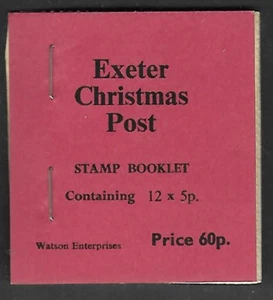 Exeter
Christmas
Post
STAMP BOOKLET
Containing 12 x 5p.
Watson Enterprises
Price 60p.